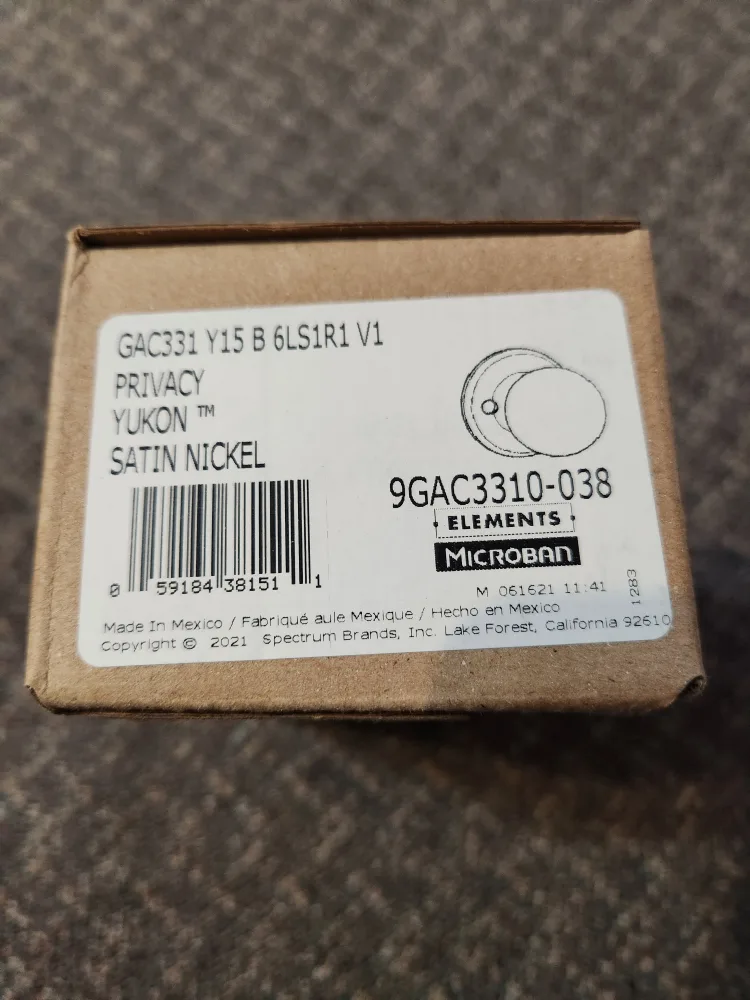 GAC331 Y15 B 6LS1R1 V1
PRIVACY
YUKON ™
SATIN NICKEL
9GAC3310-038
ELEMENTS
MICROBAN
0 59184 38151 1
M 061621 11:41
1283
Made In Mexico / Fabriqué aule Mexique / Hecho en Mexico
Copyright © 2021 Spectrum Brands, Inc. Lake Forest, California 92610